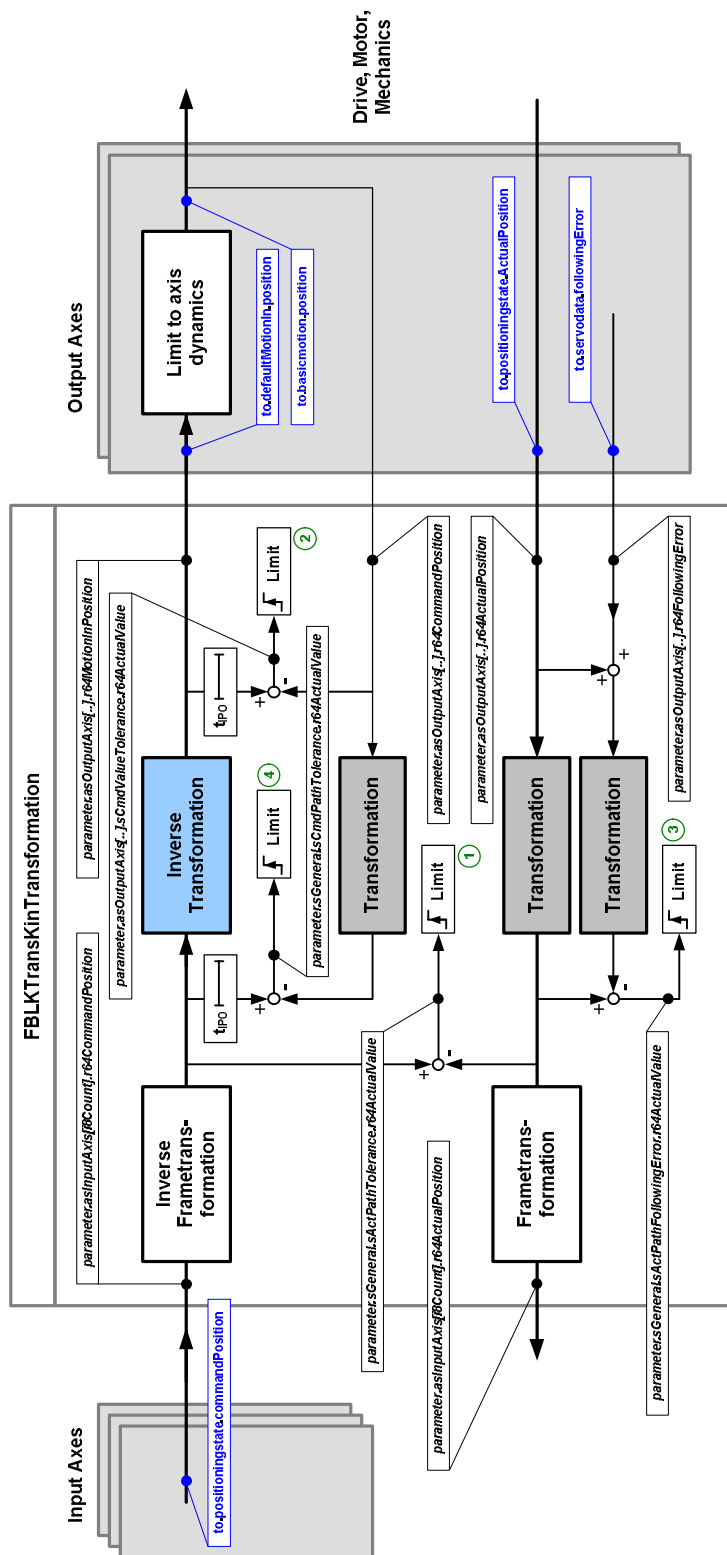 FBLKTransKinTransformation
Input Axes
Output Axes
Drive, Motor,
Mechanics
to.positioningstate.commandPosition
parameter.asInputAxis[i8Count].r64CommandPosition
Inverse
Frametrans-
formation
Inverse
Transformation
parameter.asOutputAxis[..].r64MotionInPosition
parameter.asOutputAxis[..].sCmdValueTolerance.r64ActualValue
Limit to axis
dynamics
to.defaultMotionIn.position
to.basicmotion.position
tIPO
+
-
Limit
4
tIPO
+
-
Limit
2
parameter.sGeneral.sCmdPathTolerance.r64ActualValue
Transformation
parameter.asOutputAxis[..].r64CommandPosition
parameter.sGeneral.sActPathTolerance.r64ActualValue
+
-
Limit
1
parameter.asOutputAxis[..].r64ActualPosition
to.positioningstate.ActualPosition
parameter.asInputAxis[i8Count].r64ActualPosition
Frametrans-
formation
Transformation
to.servodata.followingError
+
+
Transformation
+
-
Limit
3
parameter.asOutputAxis[..].r64FollowingError
parameter.sGeneral.sActPathFollowingError.r64ActualValue